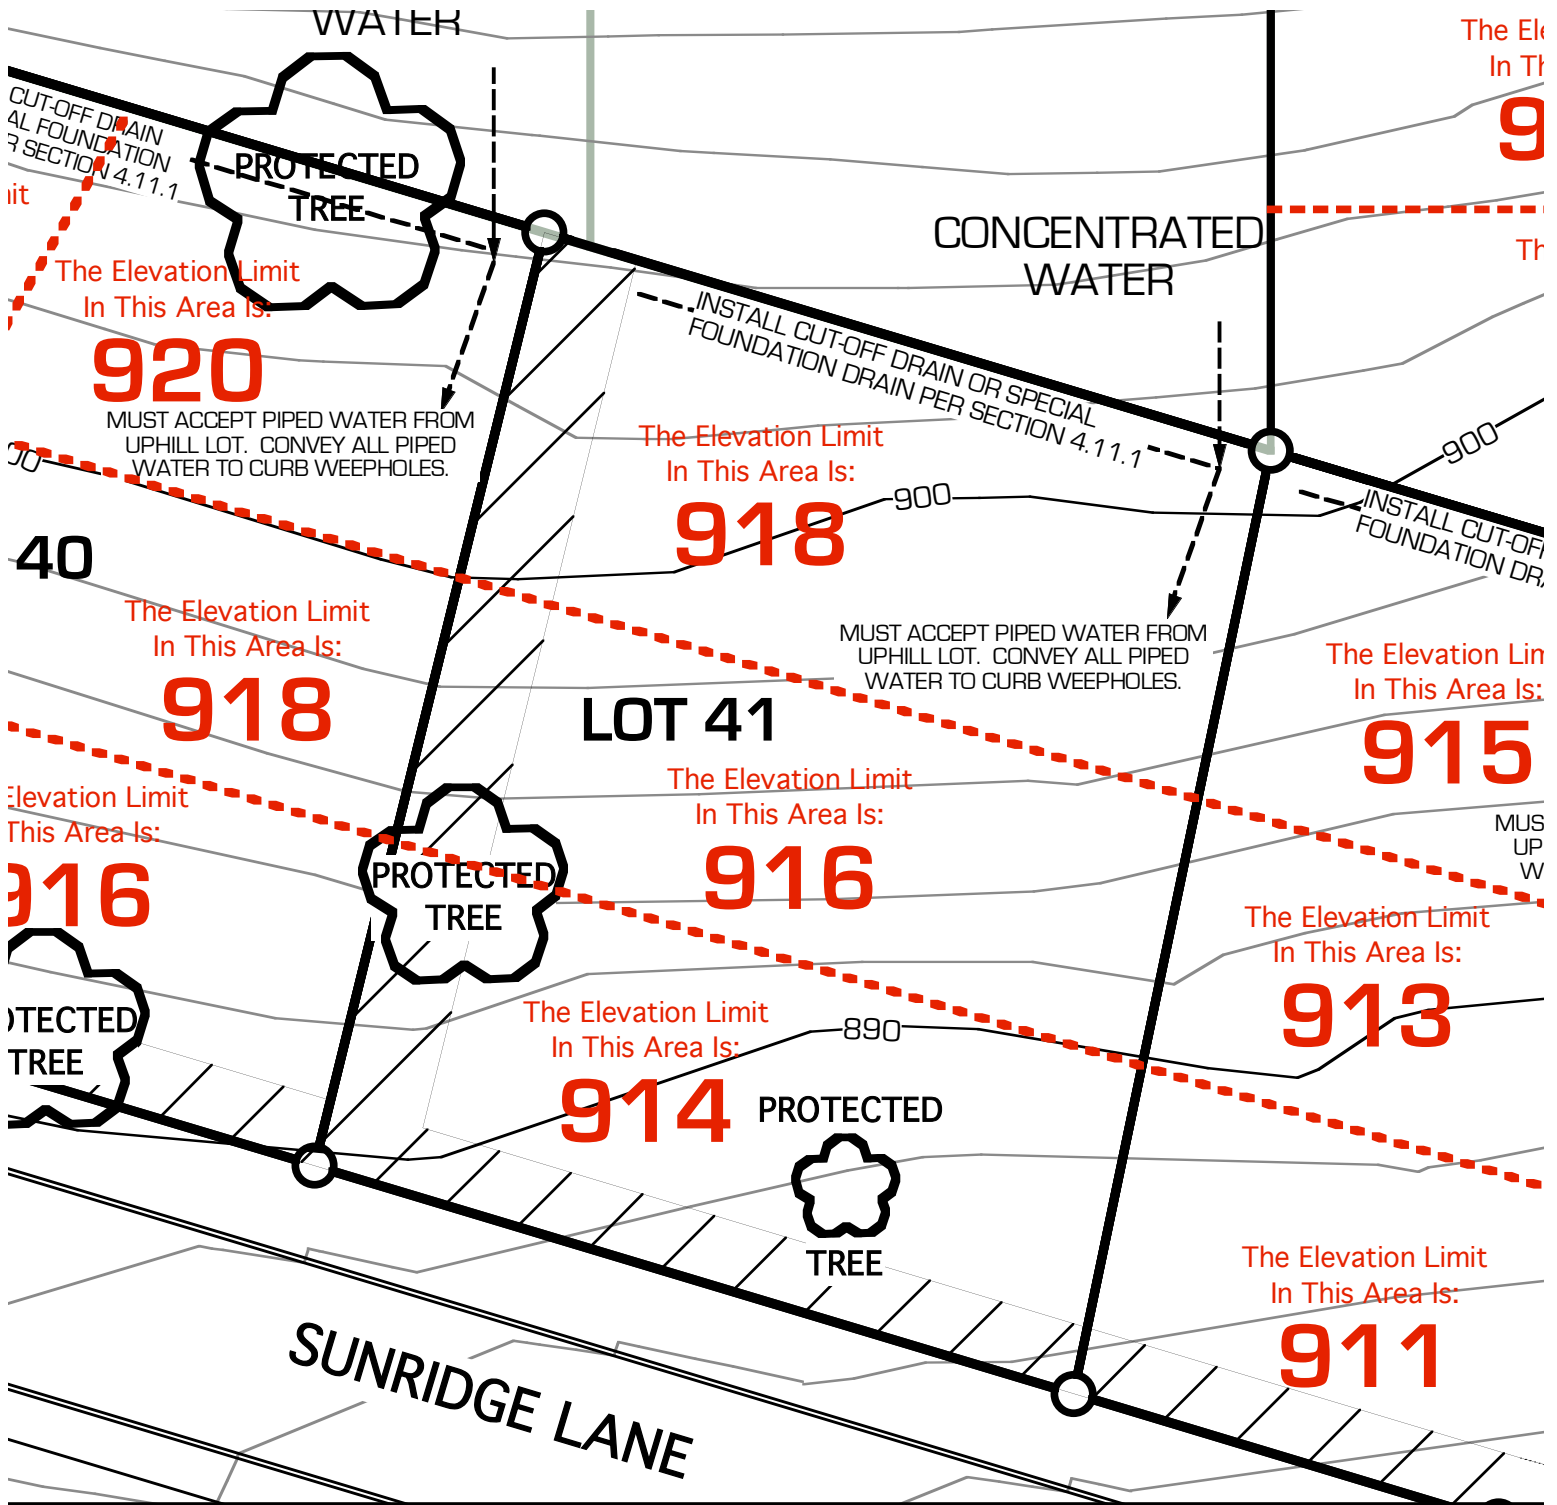 WATER
CUT-OFF DRAIN
AL FOUNDATION
R SECTION 4.11.1
PROTECTED
TREE
The Elevation Limit
In This Area Is:
920
MUST ACCEPT PIPED WATER FROM
UPHILL LOT. CONVEY ALL PIPED
WATER TO CURB WEEPHOLES.
CONCENTRATED
WATER
INSTALL CUT-OFF DRAIN OR SPECIAL
FOUNDATION DRAIN PER SECTION 4.11.1
The Elevation Limit
In This Area Is:
918
900
900
INSTALL CUT-OFF
FOUNDATION DRA
40
The Elevation Limit
In This Area Is:
918
MUST ACCEPT PIPED WATER FROM
UPHILL LOT. CONVEY ALL PIPED
WATER TO CURB WEEPHOLES.
LOT 41
The Elevation Lim
In This Area Is:
915
Elevation Limit
This Area Is:
916
PROTECTED
TREE
The Elevation Limit
In This Area Is:
916
MUS
UP
W
The Elevation Limit
In This Area Is:
913
OTECTED
TREE
The Elevation Limit
In This Area Is:
914
890
PROTECTED
TREE
The Elevation Limit
In This Area Is:
911
SUNRIDGE LANE